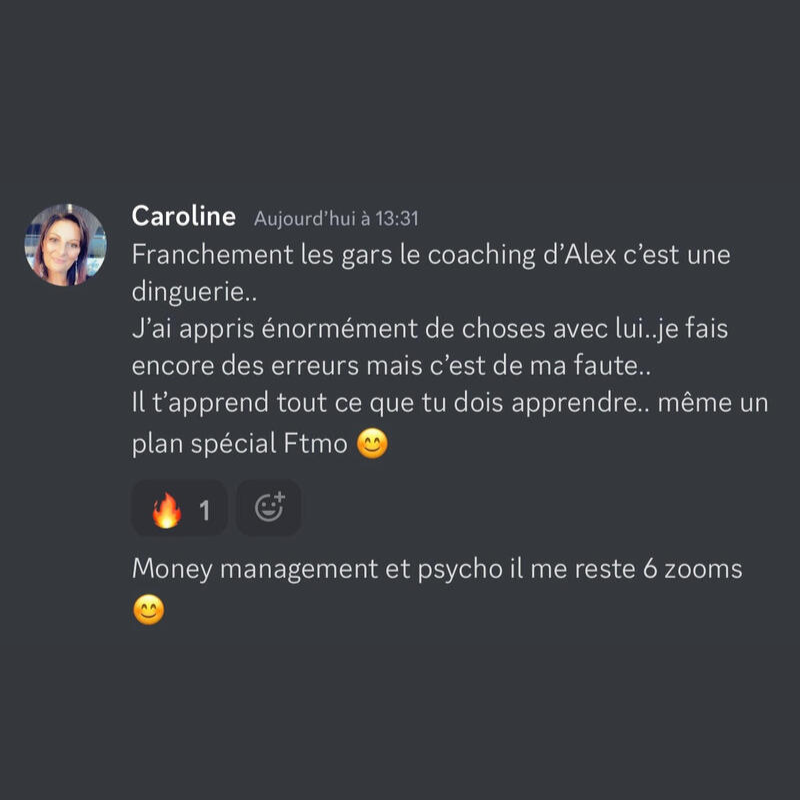 Caroline Aujourd’hui à 13:31
Franchement les gars le coaching d’Alex c’est une
dinguerie..
J’ai appris énormément de choses avec lui..je fais
encore des erreurs mais c’est de ma faute..
Il t’apprend tout ce que tu dois apprendre.. même un
plan spécial Ftmo 😊
🔥 1
Money management et psycho il me reste 6 zooms
😊